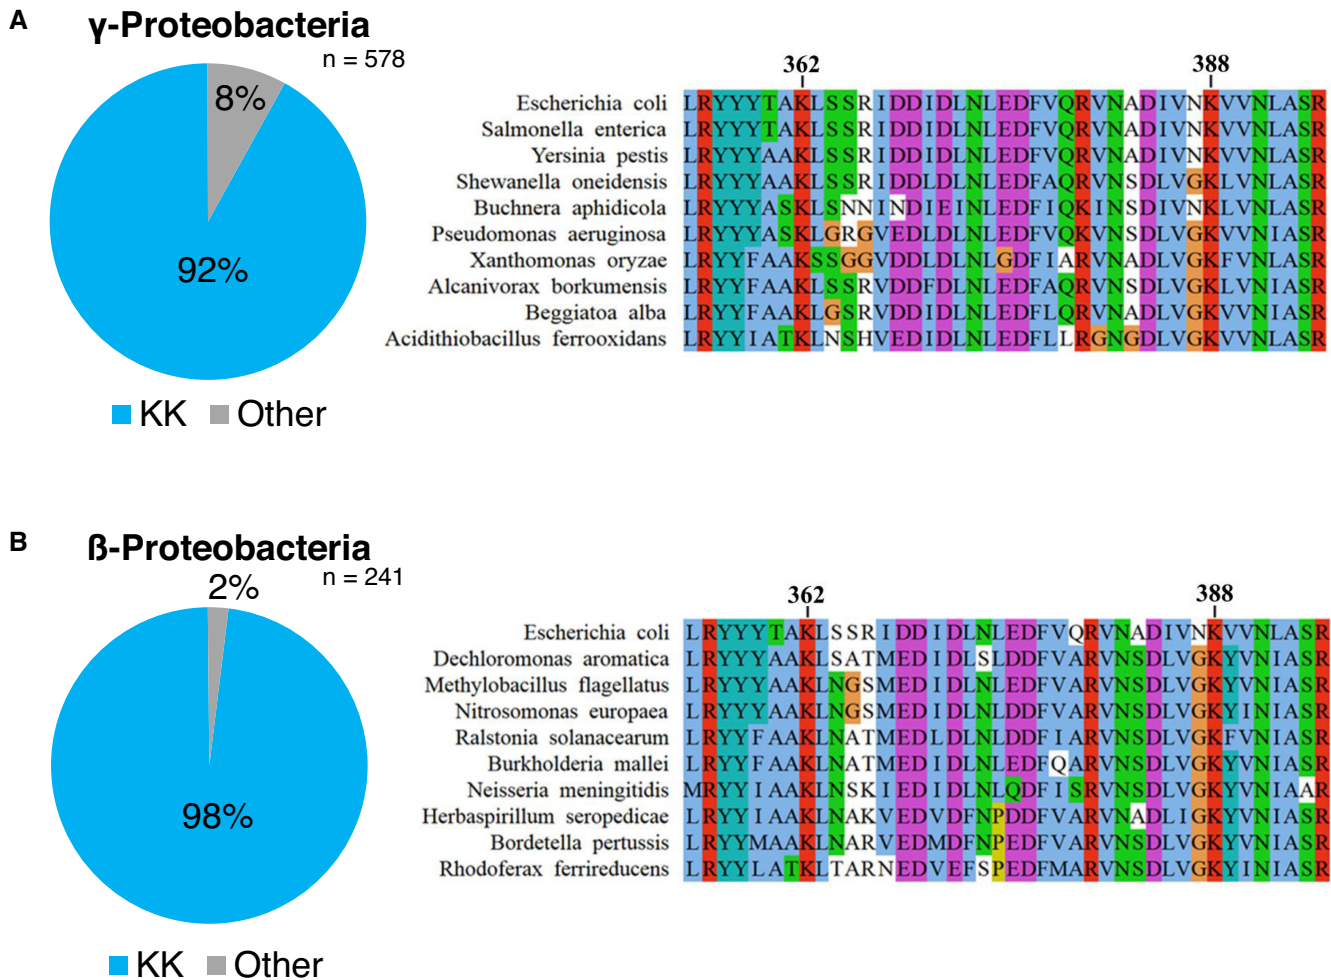 A
γ-Proteobacteria
n = 578
8%
92%
KK Other
362 388
Escherichia coli LRYYYTAKLSSRIDDIDLNLEDFVQRVNADIVNKVVNLASR
Salmonella enterica LRYYYTAKLSSRIDDIDLNLEDFVQRVNADIVNKVVNLASR
Yersinia pestis LRYYYAAKLSSRIDDIDLNLEDFVQRVNADIVNKVVNLASR
Shewanella oneidensis LRYYYAAKLSSRIDDLDLNLEDFAQRVNSDLVGKLVNLASR
Buchnera aphidicola LRYYYASKLSNNINDIEINLEDFIQKINSDIVNKLVNLASR
Pseudomonas aeruginosa LRYYYASKLGRGVEDLDLNLEDFVQKVNSDLVGKVVNIASR
Xanthomonas oryzae LRYYFAAKSSGGVDDLDLNLGDFIARVNADLVGKFVNLASR
Alcanivorax borkumensis LRYYFAAKLSSRVDDFDLNLEDFAQRVNSDLVGKVVNLASR
Beggiatoa alba LRYYFAAKLGSRVDDIDLNLEDFLQRVNADLVGKVVNIASR
Acidithiobacillus ferrooxidans LRYYIATKLNSHVEDIDLNLEDFLLRGNGDLVGKVVNLASR
B
ß-Proteobacteria
n = 241
2%
98%
KK Other
362 388
Escherichia coli LRYYYTAKLSSRIDDIDLNLEDFVQRVNADIVNKVVNLASR
Dechloromonas aromatica LRYYYAAKLSATMEDIDLSLDDFVARVNSDLVGKYVNIASR
Methylobacillus flagellatus LRYYYAAKLNGSMEDIDLNLEDFVARVNSDLVGKYVNIASR
Nitrosomonas europaea LRYYYAAKLNGSMEDIDLNLDDFVARVNSDLVGKYINIASR
Ralstonia solanacearum LRYYFAAKLNATMEDLDLNLDDFIARVNSDLVGKFVNIASR
Burkholderia mallei LRYYFAAKLNATMEDIDLNLEDFQARVNSDLVGKYVNIASR
Neisseria meningitidis MRYYIAAKLNSKIEDIDLNLQDFISRVNSDLVGKYVNIAAR
Herbaspirillum seropedicae LRYYIAAKLNAKVEDVDFNPDDFVARVNADLIGKYVNIASR
Bordetella pertussis LRYYMAAKLNARVEDMDFNPEDFVARVNSDLVGKYVNIASR
Rhodoferax ferrireducens LRYYLATKLTARNEDVEFSPEDFMARVNSDLVGKYINIASR